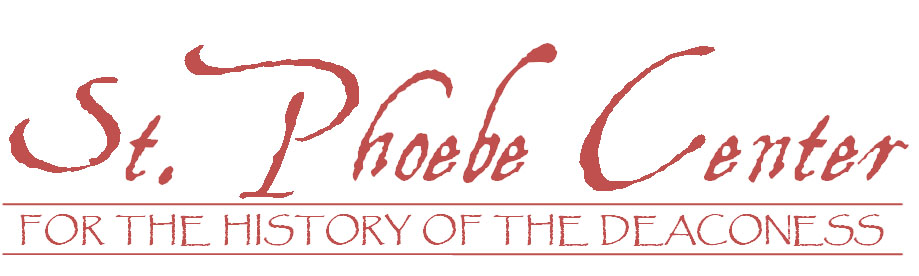 St. Phoebe Center
FOR THE HISTORY OF THE DEACONESS